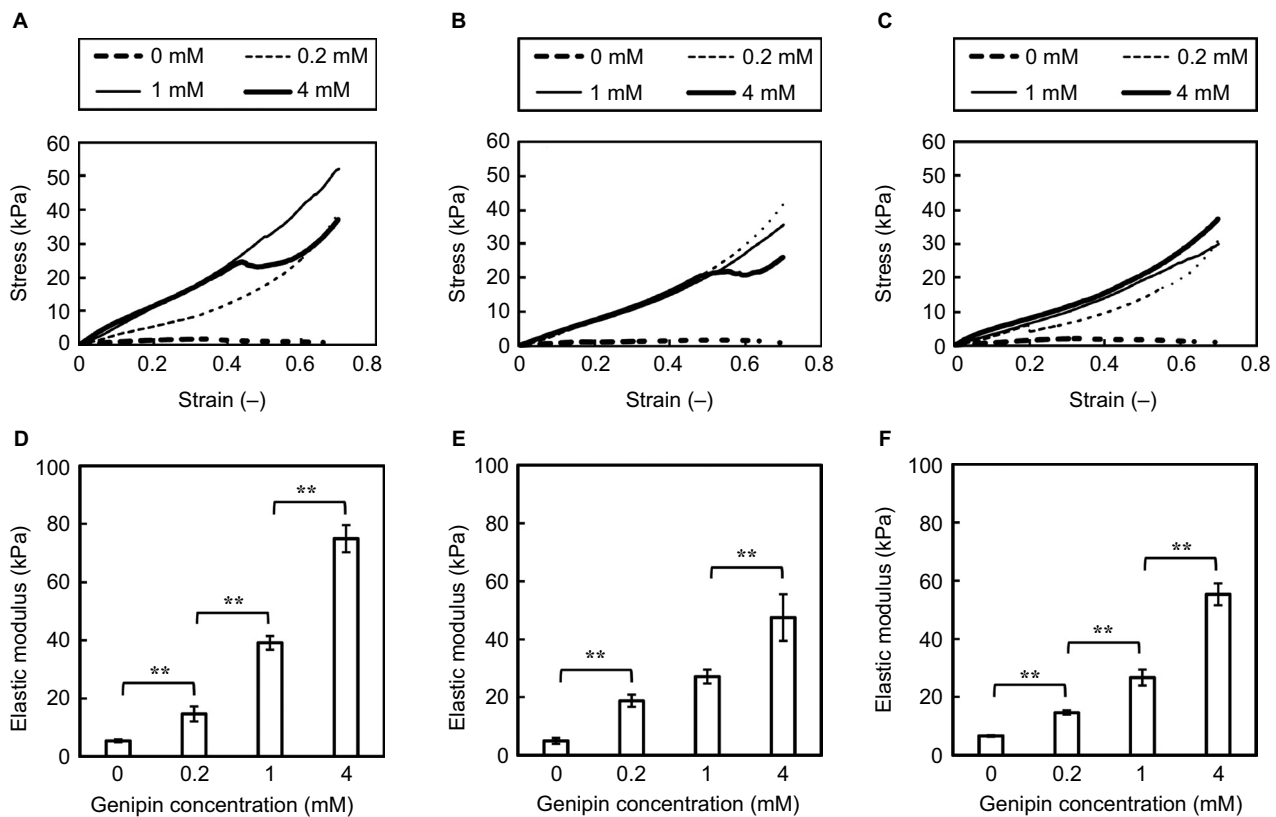 A
0 mM 0.2 mM
1 mM 4 mM
60
50
40
30
20
10
0
Stress (kPa)
0 0.2 0.4 0.6 0.8
Strain (–)
B
0 mM 0.2 mM
1 mM 4 mM
60
50
40
30
20
10
0
Stress (kPa)
0 0.2 0.4 0.6 0.8
Strain (–)
C
0 mM 0.2 mM
1 mM 4 mM
60
50
40
30
20
10
0
Stress (kPa)
0 0.2 0.4 0.6 0.8
Strain (–)
D
100
80
60
40
20
0
Elastic modulus (kPa)
**
**
**
0 0.2 1 4
Genipin concentration (mM)
E
100
80
60
40
20
0
Elastic modulus (kPa)
**
**
0 0.2 1 4
Genipin concentration (mM)
F
100
80
60
40
20
0
Elastic modulus (kPa)
**
**
**
0 0.2 1 4
Genipin concentration (mM)